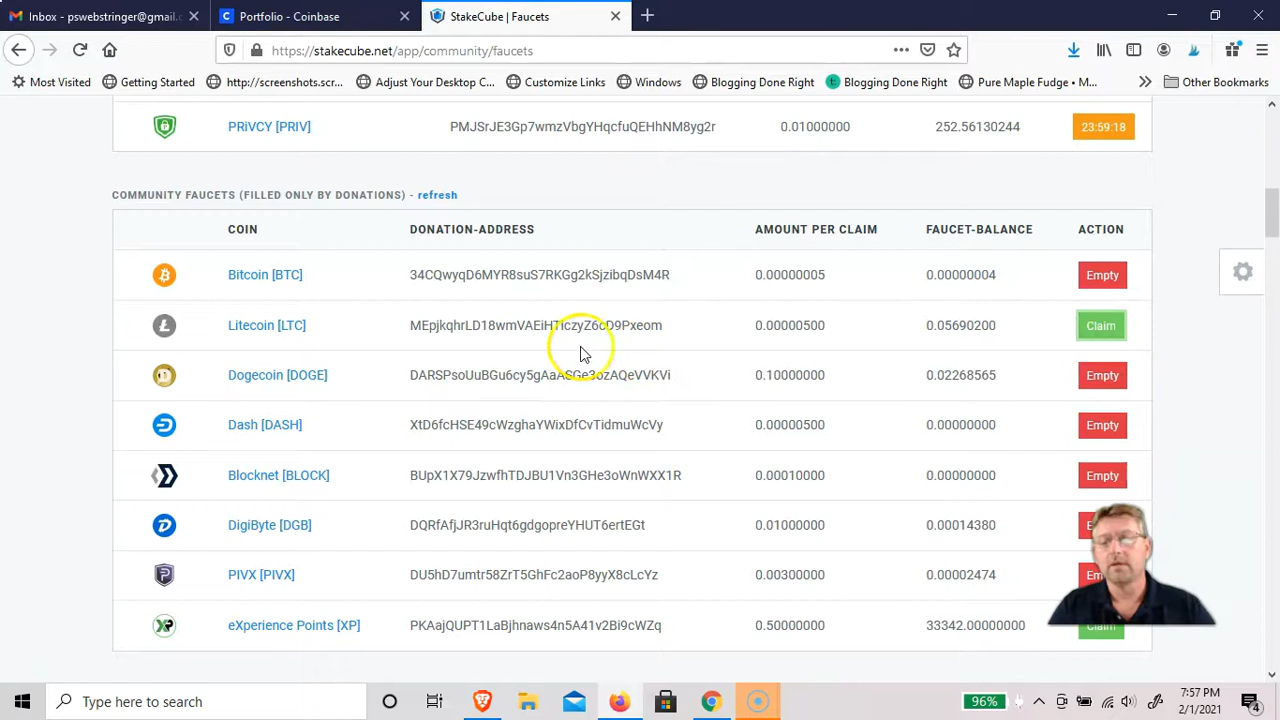 Inbox - pswebstringer@gmail.c
Portfolio - Coinbase
StakeCube | Faucets
https://stakecube.net/app/community/faucets
Most Visited
Getting Started
http://screenshots.scr...
Adjust Your Desktop C...
Customize Links
Windows
Blogging Done Right
Blogging Done Right
Pure Maple Fudge • M...
Other Bookmarks
PRiVCY [PRIV] PMJSrJE3Gp7wmzVbgYHqcfuQEHhNM8yg2r 0.01000000 252.56130244 23:59:18
COMMUNITY FAUCETS (FILLED ONLY BY DONATIONS) - refresh
COIN DONATION-ADDRESS AMOUNT PER CLAIM FAUCET-BALANCE ACTION
Bitcoin [BTC] 34CQwyqD6MYR8suS7RKGg2kSjzibqDsM4R 0.00000005 0.00000004 Empty
Litecoin [LTC] 0.00000500 0.05690200 Claim
Dogecoin [DOGE] 0.10000000 0.02268565 Empty
Dash [DASH] XtD6fcHSE49cWzghaYWixDfCvTidmuWcVy 0.00000500 0.00000000 Empty
Blocknet [BLOCK] BUpX1X79JzwfhTDJBU1Vn3GHe3oWnWXX1R 0.00010000 0.00000000 Empty
DigiByte [DGB] DQRfAfjJR3ruHqt6gdgopreYHUT6ertEGt 0.01000000 0.00014380
PIVX [PIVX] DU5hD7umtr58ZrT5GhFc2aoP8yyX8cLcYz 0.00300000 0.00002474
eXperience Points [XP] PKAajQUPT1LaBjhnaws4n5A41v2Bi9cWZq 0.50000000 33342.00000000 Claim
Type here to search
96%
7:57 PM
2/1/2021
4